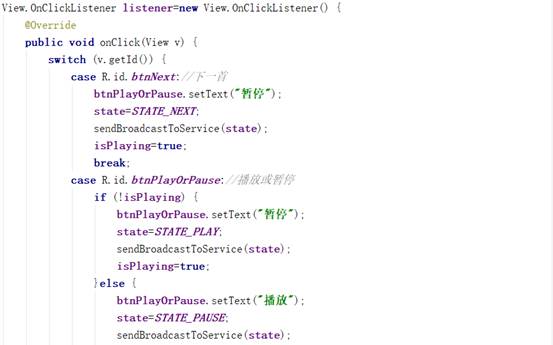 View.OnClickListener listener=new View.OnClickListener() {
    @Override
    public void onClick(View v) {
        switch (v.getId()) {
            case R.id.btnNext://下一首
                btnPlayOrPause.setText("暂停");
                state=STATE_NEXT;
                sendBroadcastToService(state);
                isPlaying=true;
                break;
            case R.id.btnPlayOrPause://播放或暂停
                if (!isPlaying) {
                    btnPlayOrPause.setText("暂停");
                    state=STATE_PLAY;
                    sendBroadcastToService(state);
                    isPlaying=true;
                }else {
                    btnPlayOrPause.setText("播放");
                    state=STATE_PAUSE;
                    sendBroadcastToService(state);